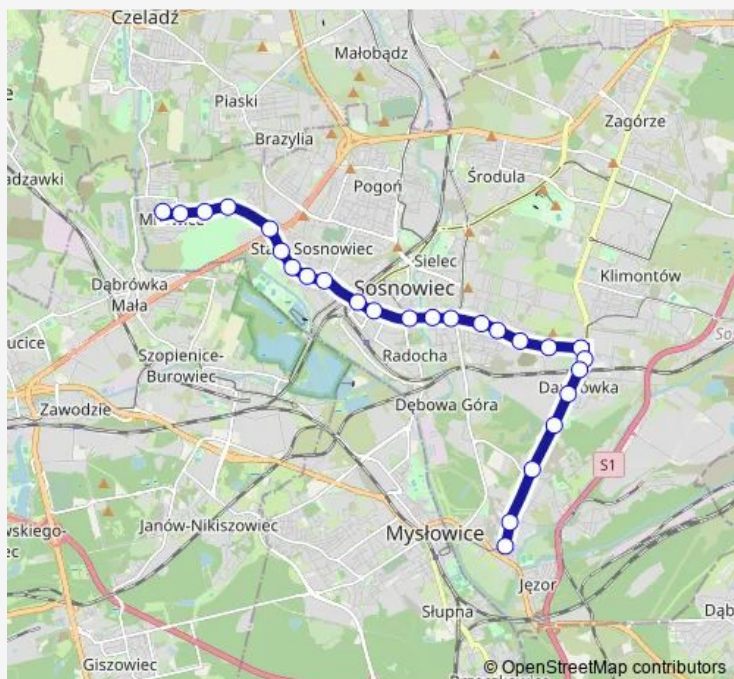 Czeladź
Małobądz
Piaski
Zagórze
Brazylia
adzawki
Pogoń
Środula
Sosnowiec
Sielec
Klimontów
Dąbrówka
Mała
Sosnowiec
ucice
Szopienice-
Burowiec
Radocha
Zawodzie
Dębowa Góra
S1
Janów-Nikiszowiec
wskiego-
ec
Mysłowice
Jęzor
Słupna
Dąb
Giszowiec
© OpenStreetMap contributors